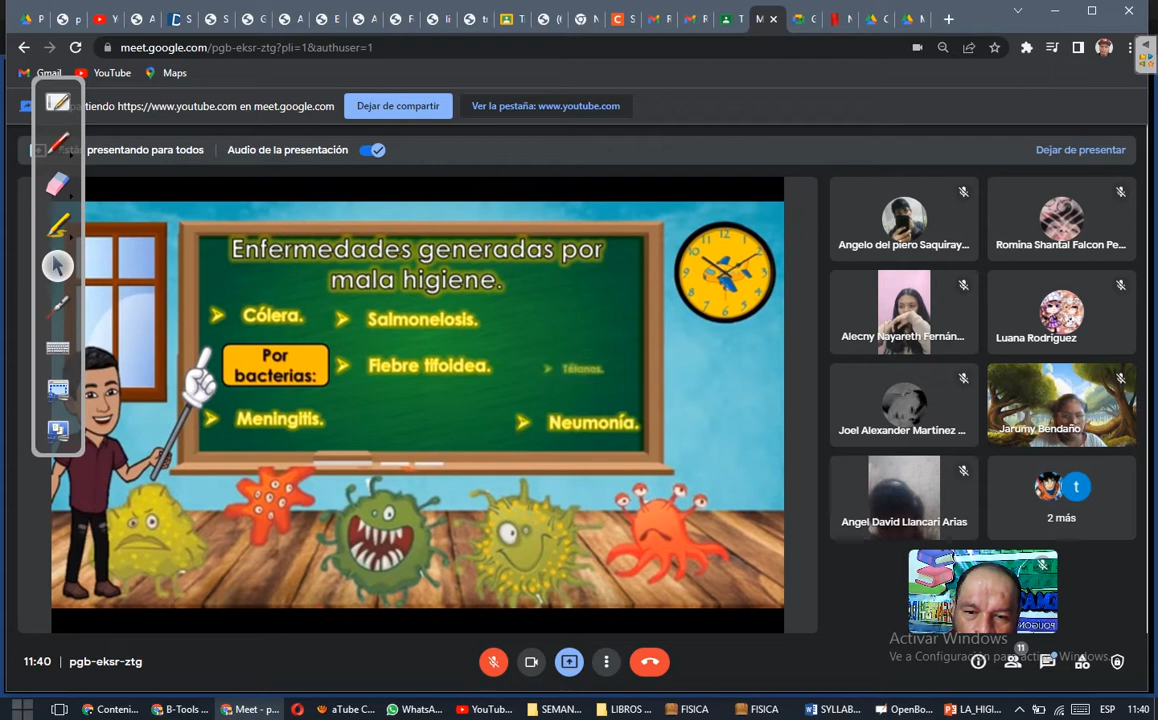 meet.google.com/pgb-eksr-ztg?pli=1&authuser=1
Gmail
YouTube
Maps
tiendo https://www.youtube.com en meet.google.com
Dejar de compartir
Ver la pestaña: www.youtube.com
presentando para todos
Audio de la presentación
Dejar de presentar
Enfermedades generadas por
mala higiene.
Cólera.
Salmonelosis.
Por
bacterias:
Fiebre tifoidea.
Tétanos.
Meningitis.
Neumonía.
Angelo del piero Saquiray...
Romina Shantal Falcon Pe...
Alecny Nayareth Fernán...
Luana Rodriguez
Joel Alexander Martínez ...
Jarumy Bendaño
Angel David Llancari Arias
t
2 más
Activar Windows
Ve a Configuración para activar Windows.
11:40 | pgb-eksr-ztg
11
Conteni...
B-Tools ...
Meet - p...
aTube C...
WhatsA...
YouTub...
SEMAN...
LIBROS ...
FISICA
FISICA
SYLLAB...
OpenBo...
LA_HIGI...
ESP
11:40